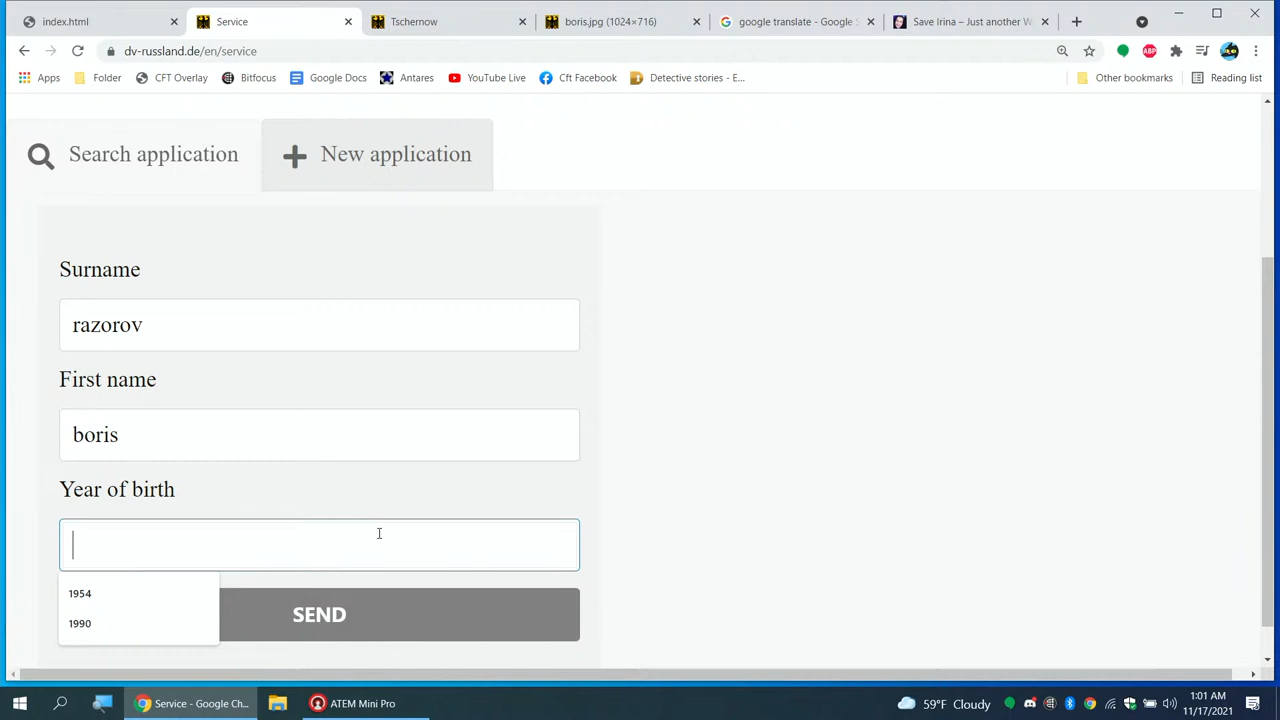 index.html
Service
Tschernow
boris.jpg (1024×716)
google translate - Google S
Save Irina – Just another W
dv-russland.de/en/service
ABP
Apps
Folder
CFT Overlay
Bitfocus
Google Docs
Antares
YouTube Live
Cft Facebook
Detective stories - E...
Other bookmarks
Reading list
Search application
New application
Surname
razorov
First name
boris
Year of birth
1954
1990
SEND
Service - Google Ch...
ATEM Mini Pro
59°F Cloudy
1:01 AM
11/17/2021